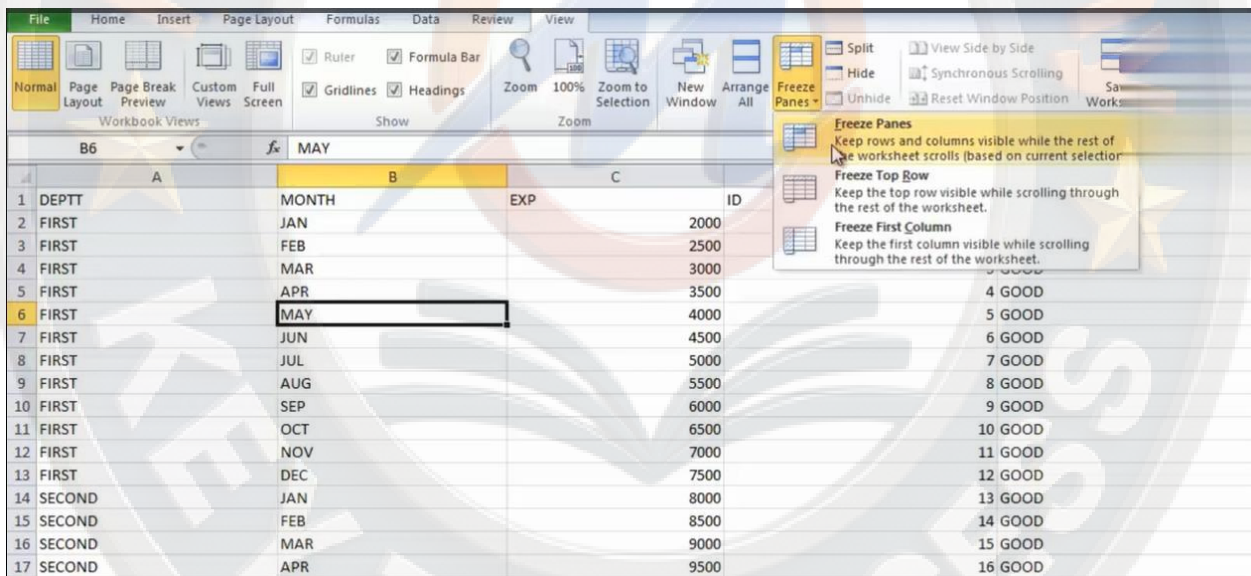 File Home Insert Page Layout Formulas Data Review View
Normal Page Layout Page Break Preview Custom Views Full Screen
Workbook Views
Ruler Formula Bar
Gridlines Headings
Show
Zoom 100% Zoom to Selection
Zoom
New Window Arrange All Freeze Panes
Split
Hide
Unhide
View Side by Side
Synchronous Scrolling
Reset Window Position
Freeze Panes
Keep rows and columns visible while the rest of
worksheet scrolls (based on current selection
Freeze Top Row
Keep the top row visible while scrolling through
the rest of the worksheet.
Freeze First Column
Keep the first column visible while scrolling
through the rest of the worksheet.
B6 fx MAY
A B C
1 DEPTT MONTH EXP ID
2 FIRST JAN 2000
3 FIRST FEB 2500
4 FIRST MAR 3000
5 FIRST APR 3500 4 GOOD
6 FIRST MAY 4000 5 GOOD
7 FIRST JUN 4500 6 GOOD
8 FIRST JUL 5000 7 GOOD
9 FIRST AUG 5500 8 GOOD
10 FIRST SEP 6000 9 GOOD
11 FIRST OCT 6500 10 GOOD
12 FIRST NOV 7000 11 GOOD
13 FIRST DEC 7500 12 GOOD
14 SECOND JAN 8000 13 GOOD
15 SECOND FEB 8500 14 GOOD
16 SECOND MAR 9000 15 GOOD
17 SECOND APR 9500 16 GOOD